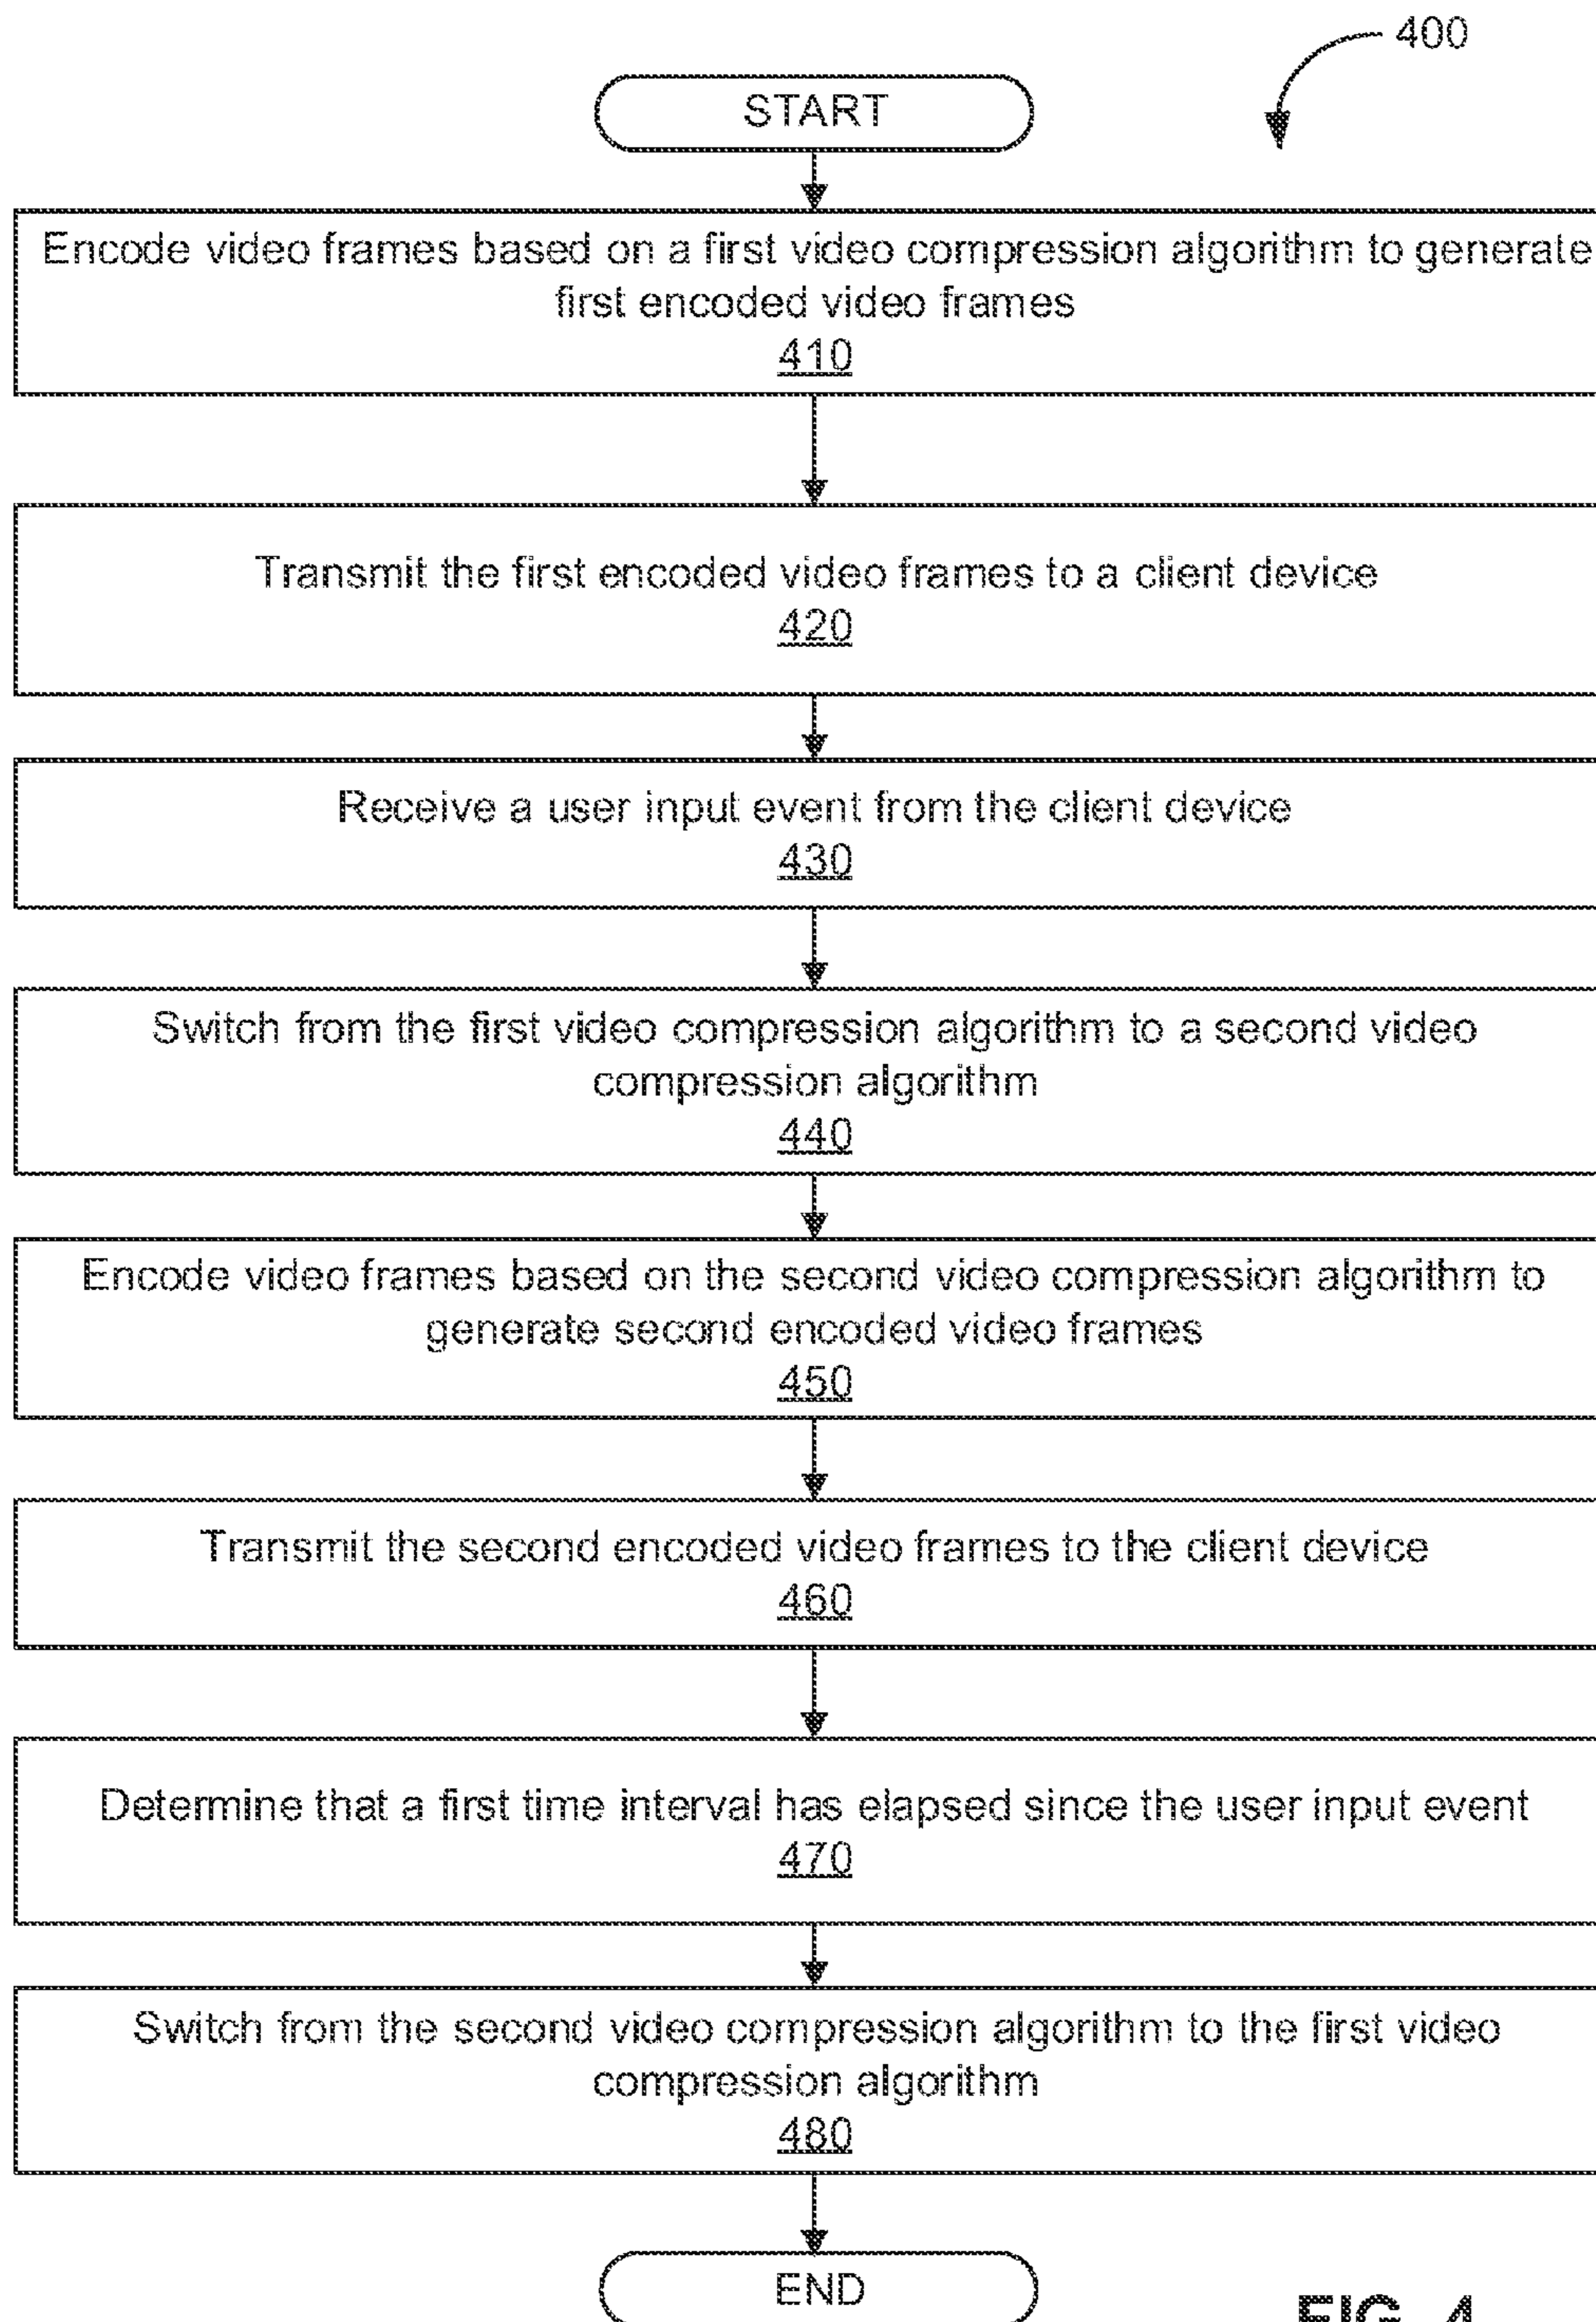 400
START
Encode video frames based on a first video compression algorithm to generate
first encoded video frames
410
Transmit the first encoded video frames to a client device
420
Receive a user input event from the client device
430
Switch from the first video compression algorithm to a second video
compression algorithm
440
Encode video frames based on the second video compression algorithm to
generate second encoded video frames
450
Transmit the second encoded video frames to the client device
460
Determine that a first time interval has elapsed since the user input event
470
Switch from the second video compression algorithm to the first video
compression algorithm
480
END
FIG. 4